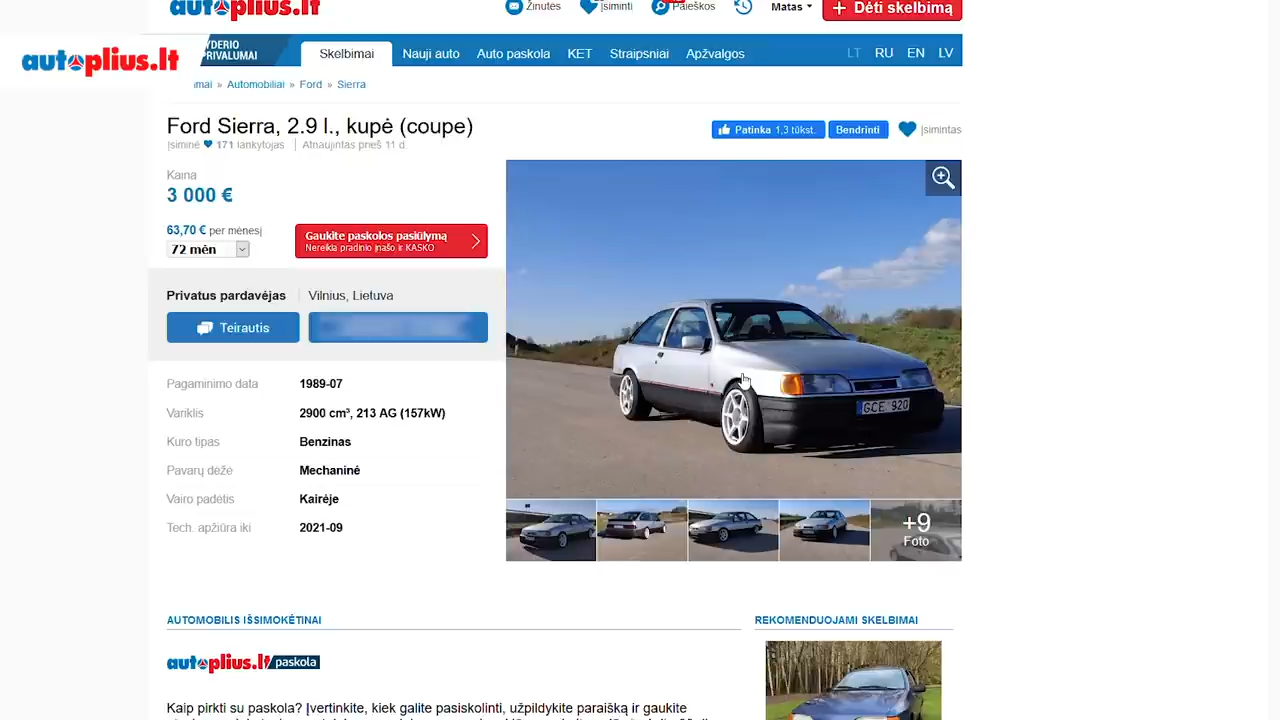 autoplius.lt
Žinutės
Įsiminti
Paieškos
Matas
+ Dėti skelbimą
autoplius.lt
YDERIO
PRIVALUMAI
Skelbimai
Nauji auto
Auto paskola
KET
Straipsniai
Apžvalgos
LT
RU
EN
LV
mai » Automobiliai » Ford » Sierra
Ford Sierra, 2.9 l., kupė (coupe)
Patinka 1,3 tūkst.
Bendrinti
Įsimintas
Įsiminė 171 lankytojas | Atnaujintas prieš 11 d.
Kaina
3 000 €
63,70 € per mėnesį
72 mėn
Gaukite paskolos pasiūlymą
Nereikia pradinio įnašo ir KASKO
Privatus pardavėjas
Vilnius, Lietuva
Teirautis
Pagaminimo data 1989-07
Variklis 2900 cm³, 213 AG (157kW)
Kuro tipas Benzinas
Pavarų dėžė Mechaninė
Vairo padėtis Kairėje
Tech. apžiūra iki 2021-09
GCE 920
+9
Foto
AUTOMOBILIS IŠSIMOKĖTINAI
REKOMENDUOJAMI SKELBIMAI
autoplius.lt paskola
Kaip pirkti su paskola? Įvertinkite, kiek galite pasiskolinti, užpildykite paraišką ir gaukite